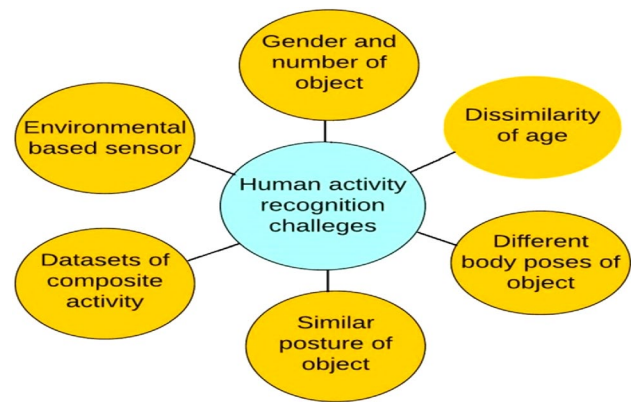 Gender and
number of
object
Environmental
based sensor
Dissimilarity
of age
Human activity
recognition
challeges
Datasets of
composite
activity
Different
body poses of
object
Similar
posture of
object